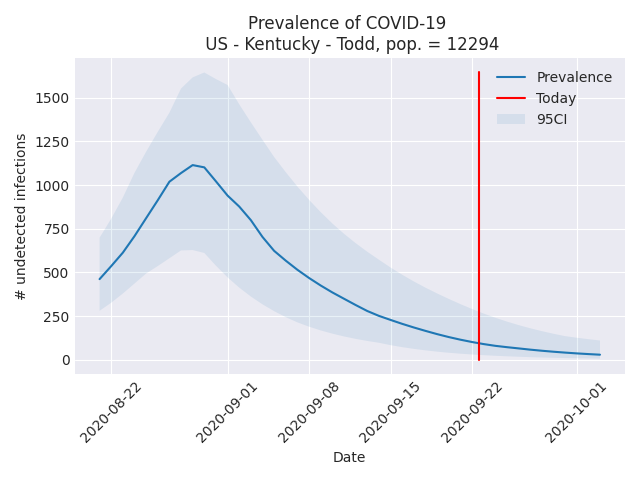 Prevalence of COVID-19
US - Kentucky - Todd, pop. = 12294
Prevalence
Today
95CI
1500
1250
1000
750
500
250
0
# undetected infections
2020-08-22
2020-09-01
2020-09-08
2020-09-15
2020-09-22
2020-10-01
Date